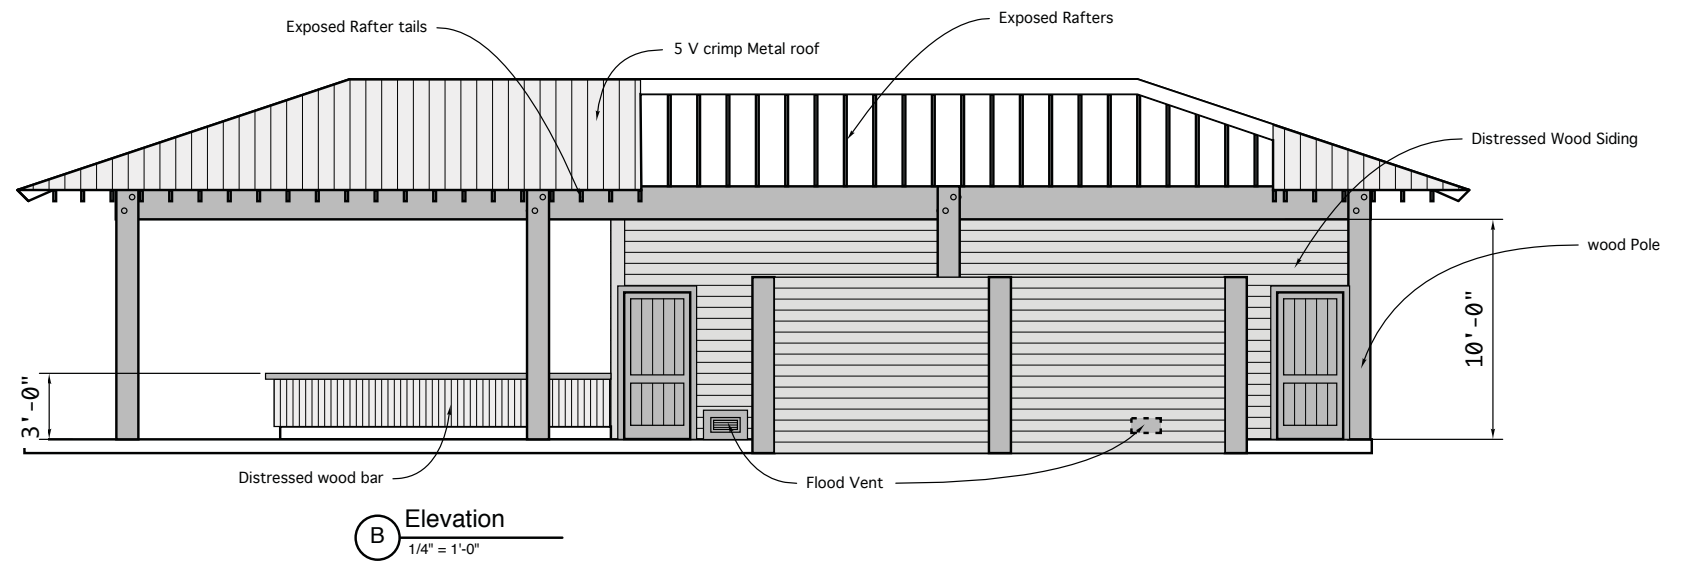 Exposed Rafters
Exposed Rafter tails
5 V crimp Metal roof
Distressed Wood Siding
wood Pole
10'-0"
3'-0"
Distressed wood bar
Flood Vent
B
Elevation
1/4" = 1'-0"